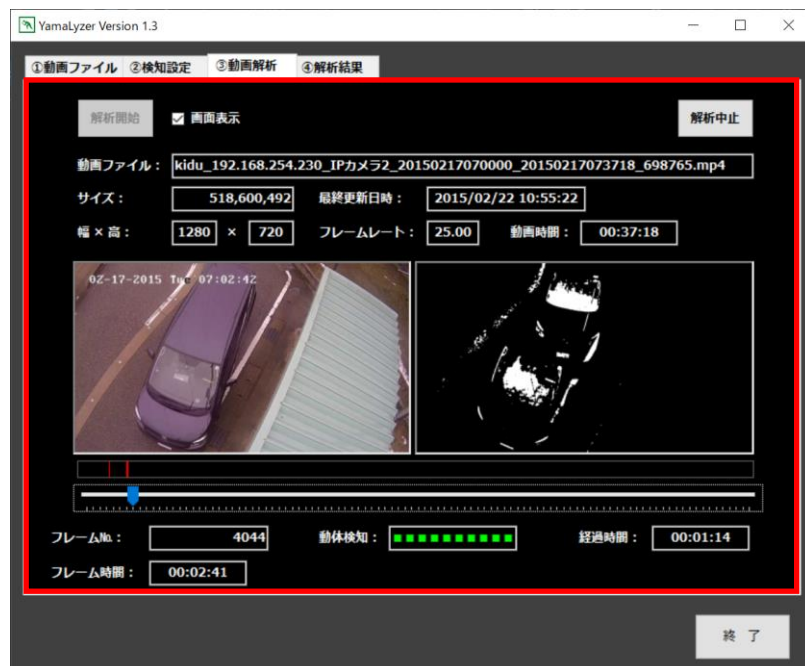 YamaLyzer Version 1.3
①動画ファイル ②検知設定 ③動画解析 ④解析結果
解析開始 画面表示 解析中止
動画ファイル： kidu_192.168.254.230_IPカメラ2_20150217070000_20150217073718_698765.mp4
サイズ： 518,600,492 最終更新日時： 2015/02/22 10:55:22
幅×高： 1280 × 720 フレームレート： 25.00 動画時間： 00:37:18
02-17-2015 Tue 07:02:42
フレームNo.： 4044 動体検知： 経過時間： 00:01:14
フレーム時間： 00:02:41
終 了